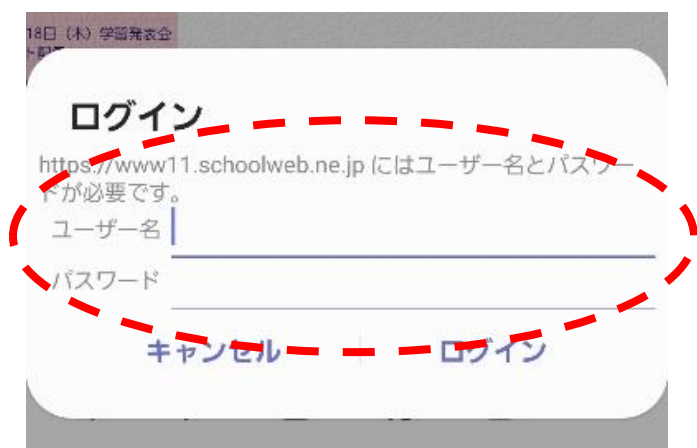 18日（木）学習発表会
ログイン
https://www11.schoolweb.ne.jp にはユーザー名とパスワー
ドが必要です。
ユーザー名
パスワード
キャンセル ログイン